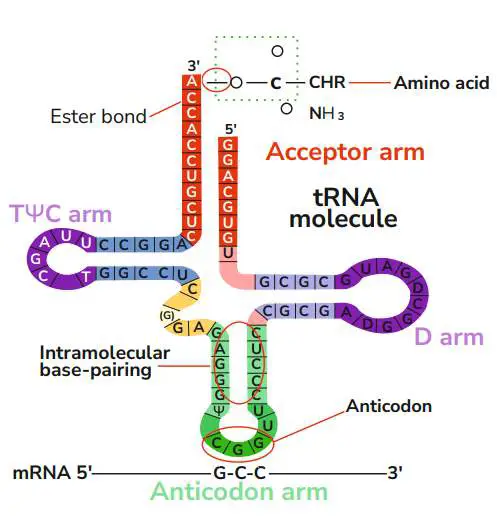 3'
CHR
Amino acid
C
NH₃
Ester bond
5'
Acceptor arm
A
C
C
A
C
C
U
G
C
U
C
G
G
A
C
G
U
G
U
tRNA
molecule
TΨC arm
C G A U U C C G G A
T G G C C U C
(G)
G A G
G C G C G U A G D C
C G C G A D G G
D arm
Intramolecular
base-pairing
A
G
G
G
Ψ
C
U
C
C
C
U
U
C G G
Anticodon
mRNA 5'
G-C-C
3'
Anticodon arm